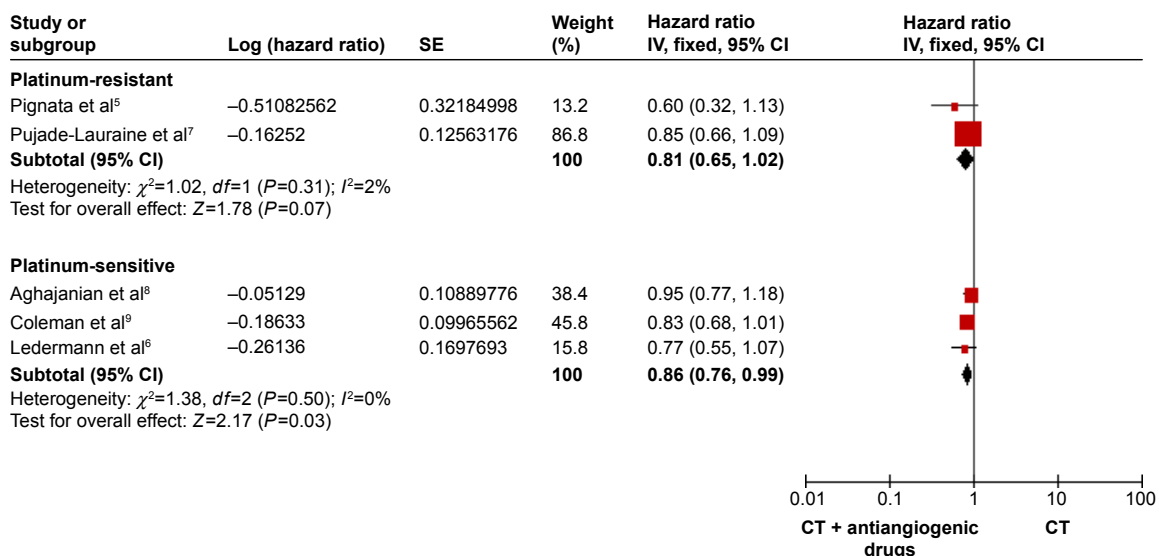 Study or subgroup Log (hazard ratio) SE Weight (%) Hazard ratio IV, fixed, 95% CI Hazard ratio IV, fixed, 95% CI
Platinum-resistant
Pignata et al⁵ –0.51082562 0.32184998 13.2 0.60 (0.32, 1.13)
Pujade-Lauraine et al⁷ –0.16252 0.12563176 86.8 0.85 (0.66, 1.09)
Subtotal (95% CI) 100 0.81 (0.65, 1.02)
Heterogeneity: χ²=1.02, df=1 (P=0.31); I²=2%
Test for overall effect: Z=1.78 (P=0.07)
Platinum-sensitive
Aghajanian et al⁸ –0.05129 0.10889776 38.4 0.95 (0.77, 1.18)
Coleman et al⁹ –0.18633 0.09965562 45.8 0.83 (0.68, 1.01)
Ledermann et al⁶ –0.26136 0.1697693 15.8 0.77 (0.55, 1.07)
Subtotal (95% CI) 100 0.86 (0.76, 0.99)
Heterogeneity: χ²=1.38, df=2 (P=0.50); I²=0%
Test for overall effect: Z=2.17 (P=0.03)
0.01 0.1 1 10 100
CT + antiangiogenic drugs CT